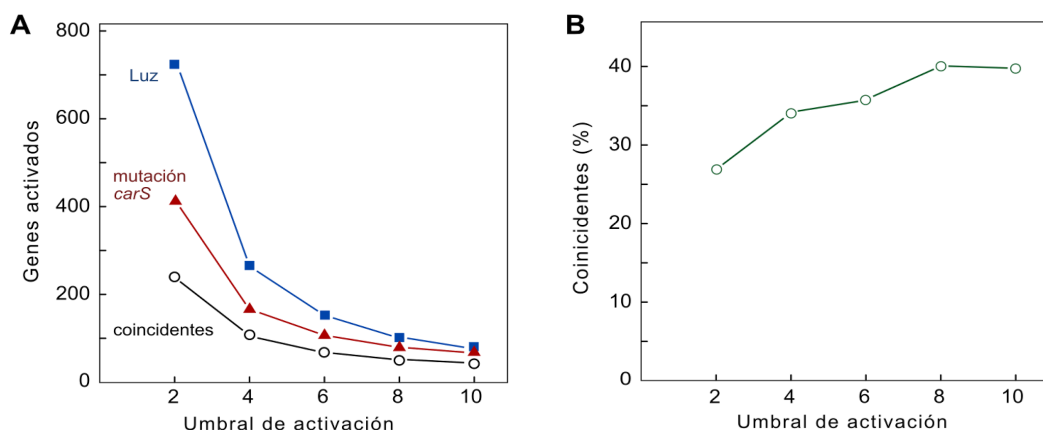 A
800
600
400
200
0
Genes activados
Luz
mutación
carS
coincidentes
2 4 6 8 10
Umbral de activación
B
40
30
20
10
0
Coinicidentes (%)
2 4 6 8 10
Umbral de activación